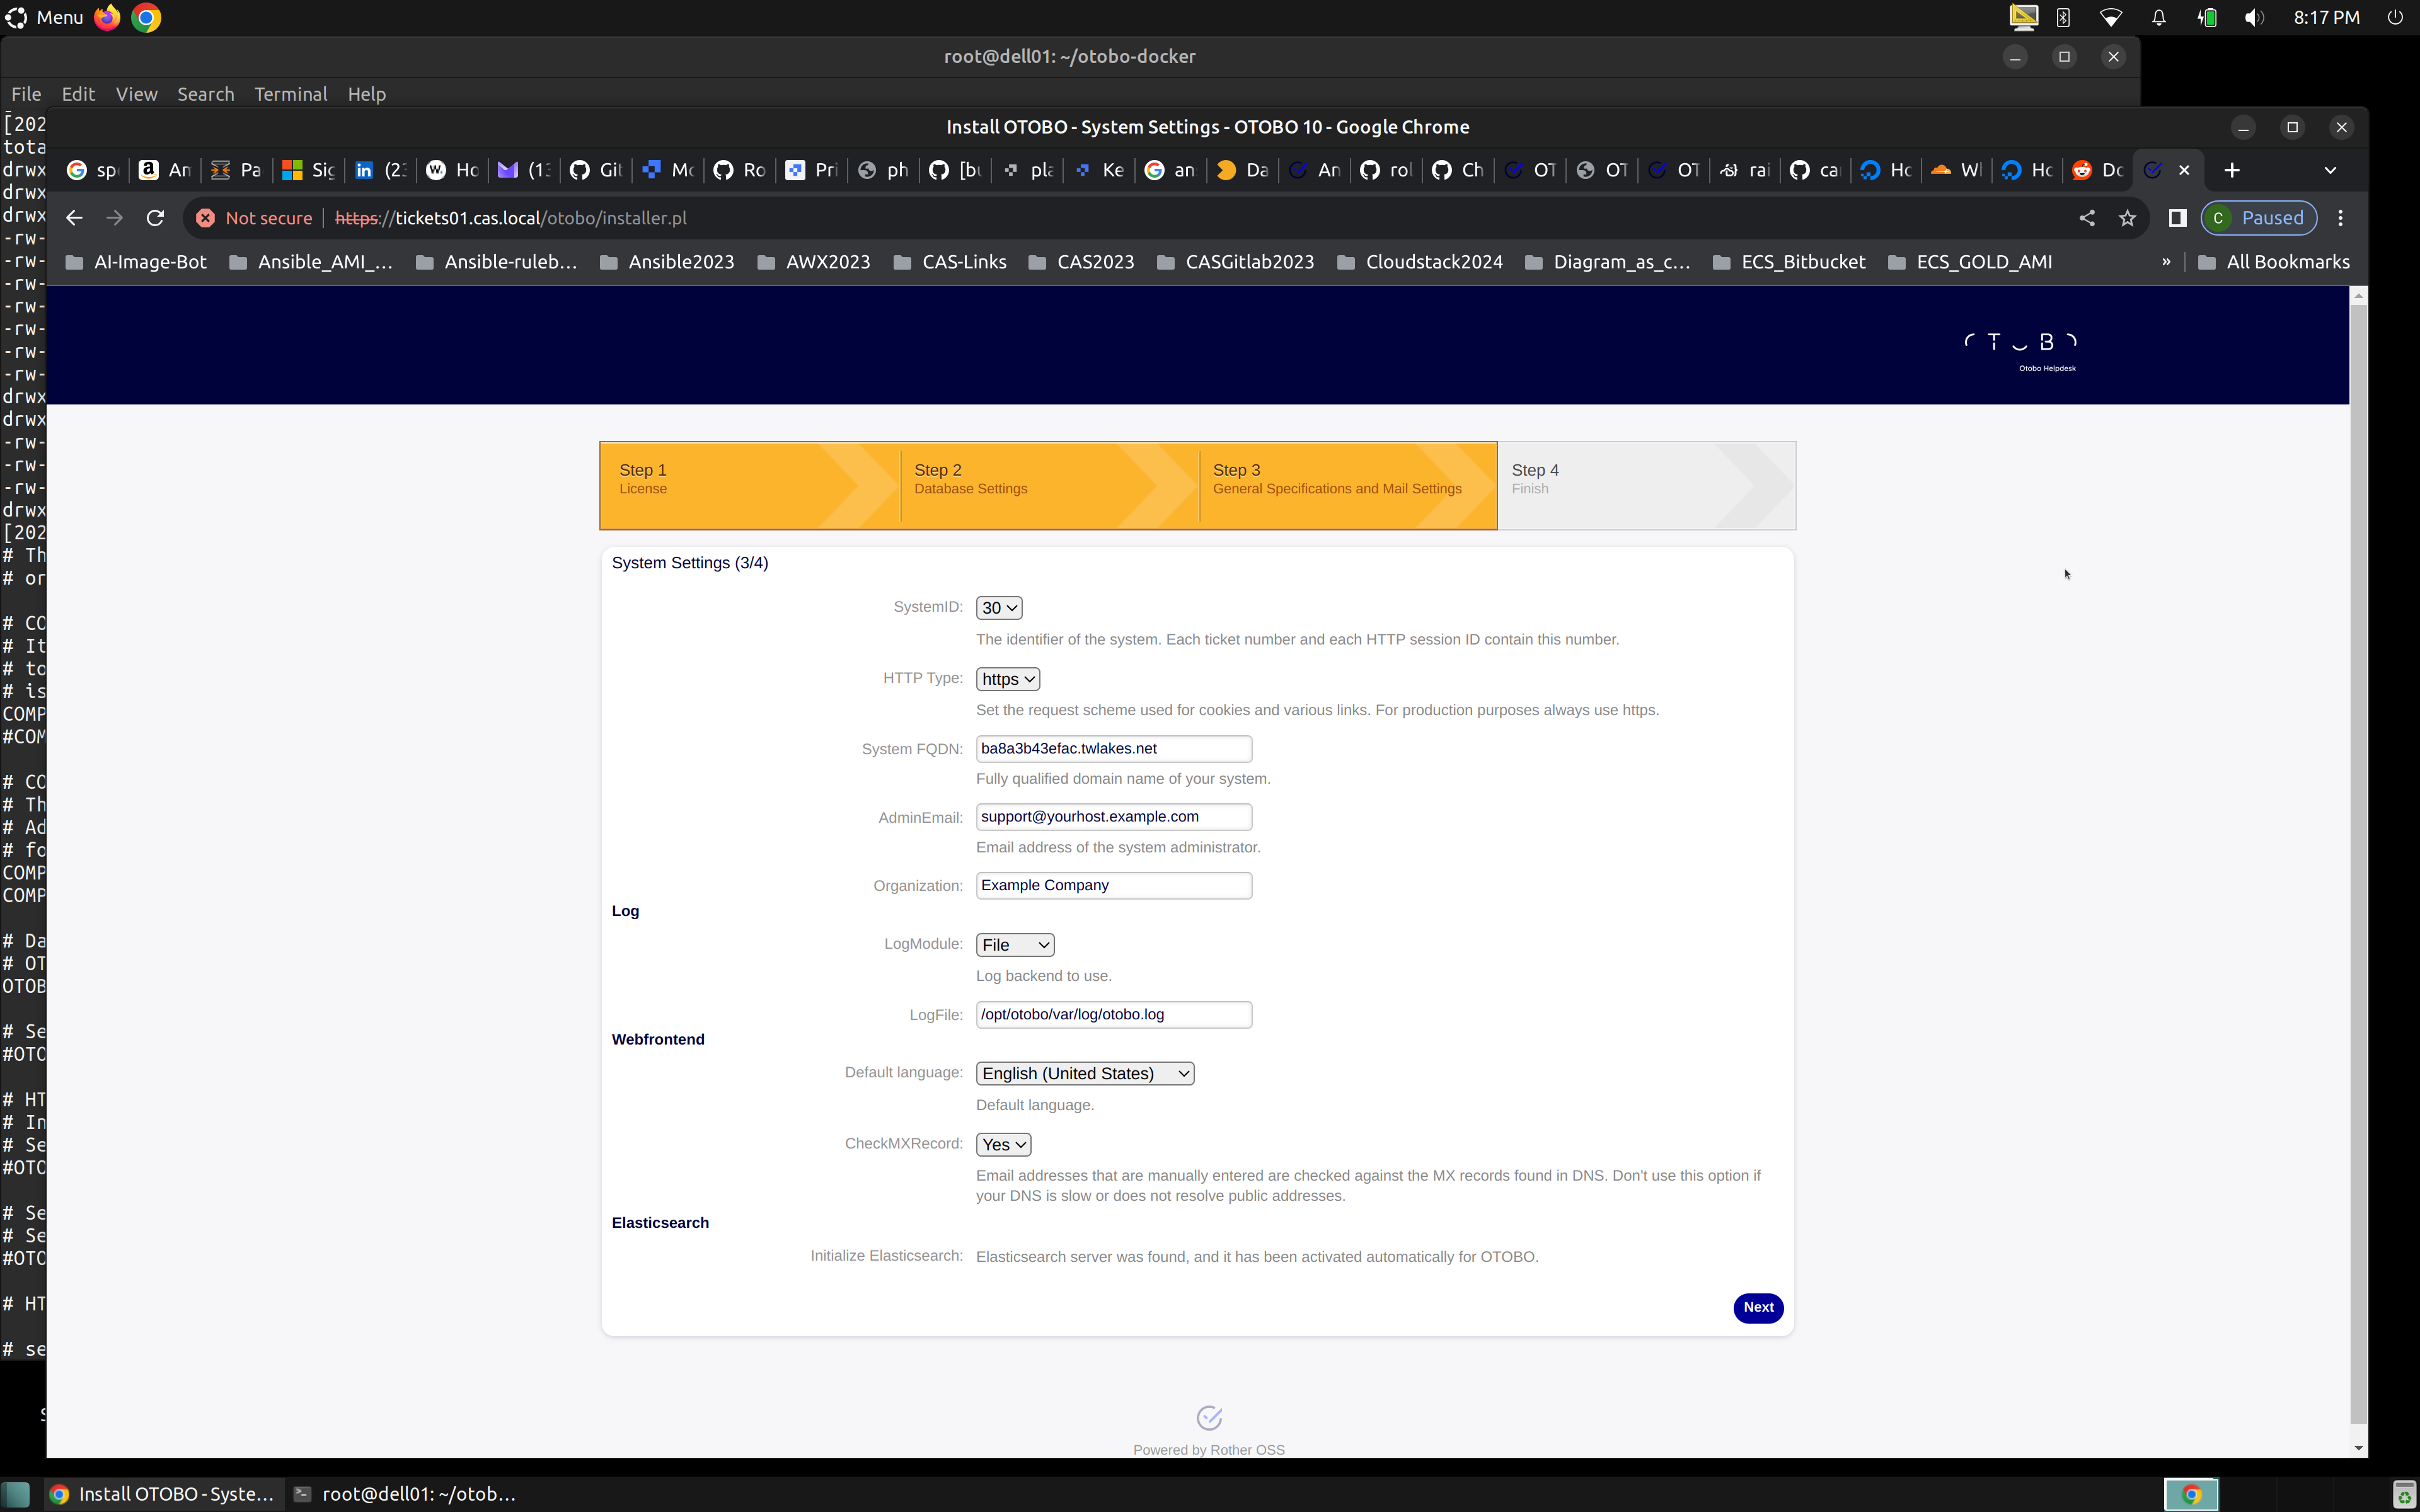 Menu
8:17 PM
root@dell01: ~/otobo-docker
File Edit View Search Terminal Help
[202
tota
drwx
drwx
drwx
-rw-
-rw-
-rw-
-rw-
-rw-
-rw-
-rw-
drwx
drwx
-rw-
-rw-
-rw-
drwx
[202
# Th
# or
# CO
# It
# to
# is
COMP
#COM
# CO
# Th
# Ad
# fo
COMP
COMP
# Da
# OT
OTOB
# Se
#OTO
# HT
# In
# Se
#OTO
# Se
# Se
#OTO
# HT
# se
Install OTOBO - System Settings - OTOBO 10 - Google Chrome
sp An Pa Sig (23 Ho (13 Git Mo Ro Pri ph [bu pla Ke an Da An rol Ch OT OT OT rai ca Ho Wh Ho Do
Not secure https://tickets01.cas.local/otobo/installer.pl C Paused
AI-Image-Bot Ansible_AMI_... Ansible-ruleb... Ansible2023 AWX2023 CAS-Links CAS2023 CASGitlab2023 Cloudstack2024 Diagram_as_c... ECS_Bitbucket ECS_GOLD_AMI » All Bookmarks
OTOBO
Otobo Helpdesk
Step 1
License
Step 2
Database Settings
Step 3
General Specifications and Mail Settings
Step 4
Finish
System Settings (3/4)
SystemID: 30
The identifier of the system. Each ticket number and each HTTP session ID contain this number.
HTTP Type: https
Set the request scheme used for cookies and various links. For production purposes always use https.
System FQDN: ba8a3b43efac.twlakes.net
Fully qualified domain name of your system.
AdminEmail: support@yourhost.example.com
Email address of the system administrator.
Organization: Example Company
Log
LogModule: File
Log backend to use.
LogFile: /opt/otobo/var/log/otobo.log
Webfrontend
Default language: English (United States)
Default language.
CheckMXRecord: Yes
Email addresses that are manually entered are checked against the MX records found in DNS. Don't use this option if
your DNS is slow or does not resolve public addresses.
Elasticsearch
Initialize Elasticsearch: Elasticsearch server was found, and it has been activated automatically for OTOBO.
Next
Powered by Rother OSS
Install OTOBO - Syste... root@dell01: ~/otob...